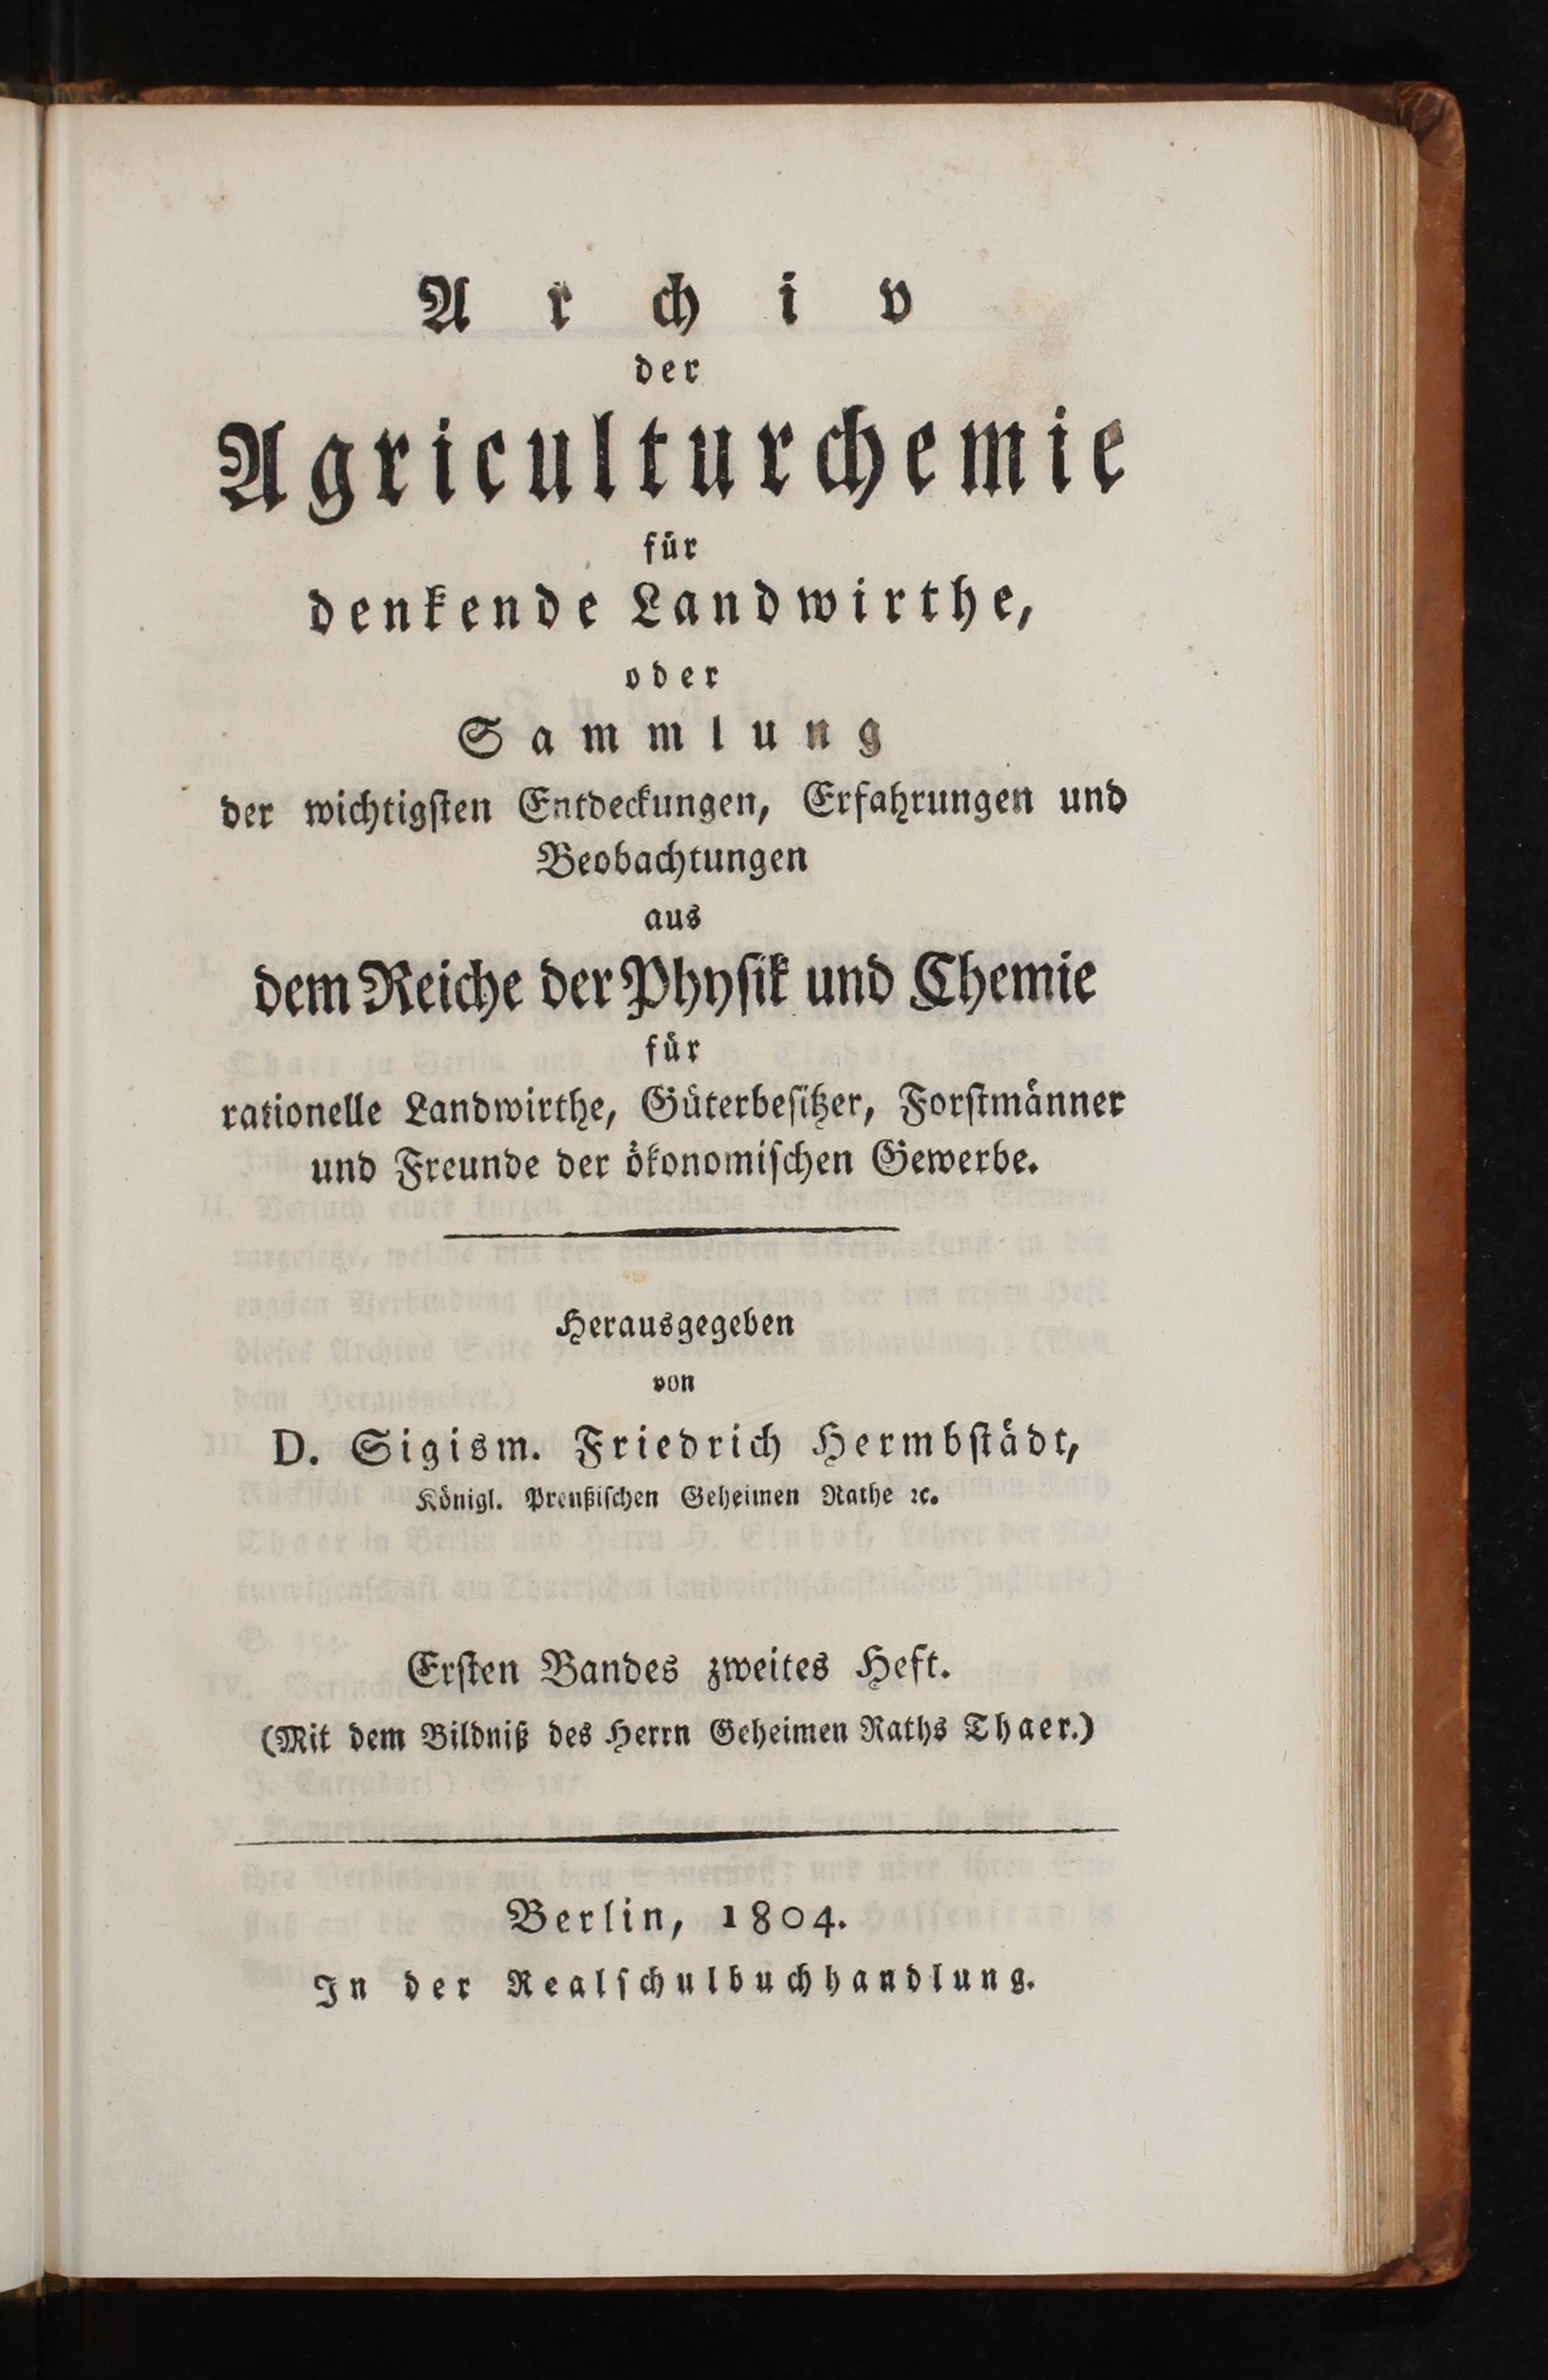 Archiv
der
Agriculturchemie
für
denkende Landwirthe,
oder
Sammlung
der wichtigſten Entdeckungen, Erfahrungen und
Beobachtungen
aus
dem Reiche der Phyſik und Chemie
für
rationelle Landwirthe, Güterbeſitzer, Forſtmänner
und Freunde der ökonomiſchen Gewerbe.
Herausgegeben
von
D. Sigism. Friedrich Hermbſtädt,
Königl. Preußiſchen Geheimen Rathe ꝛc.
Erſten Bandes zweites Heft.
(Mit dem Bildniß des Herrn Geheimen Raths Thaer.)
Berlin, 1804.
In der Realſchulbuchhandlung.